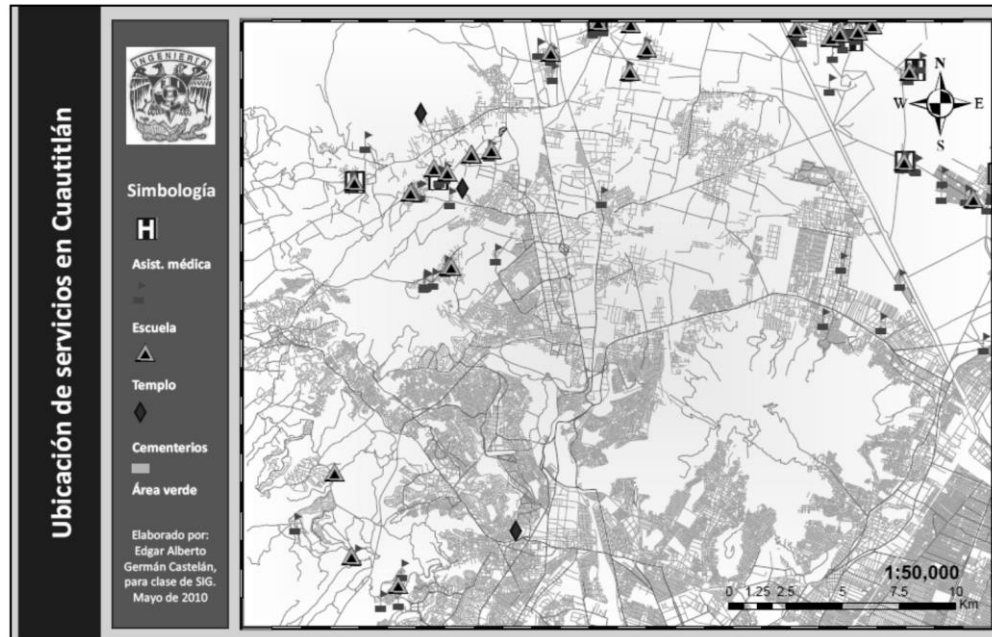 Ubicación de servicios en Cuautitlán
INGENIERÍA
Simbología
H
Asist. médica
Escuela
Templo
Cementerios
Área verde
Elaborado por:
Edgar Alberto
Germán Castelán,
para clase de SIG.
Mayo de 2010
N
W E
S
1:50,000
0 1.25 2.5 5 7.5 10
Km